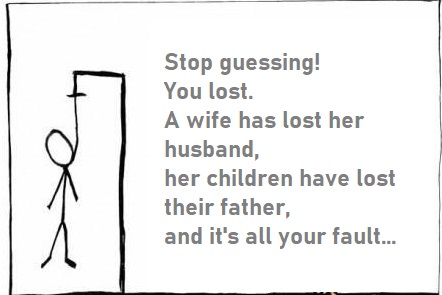 Stop guessing!
You lost.
A wife has lost her
husband,
her children have lost
their father,
and it's all your fault...